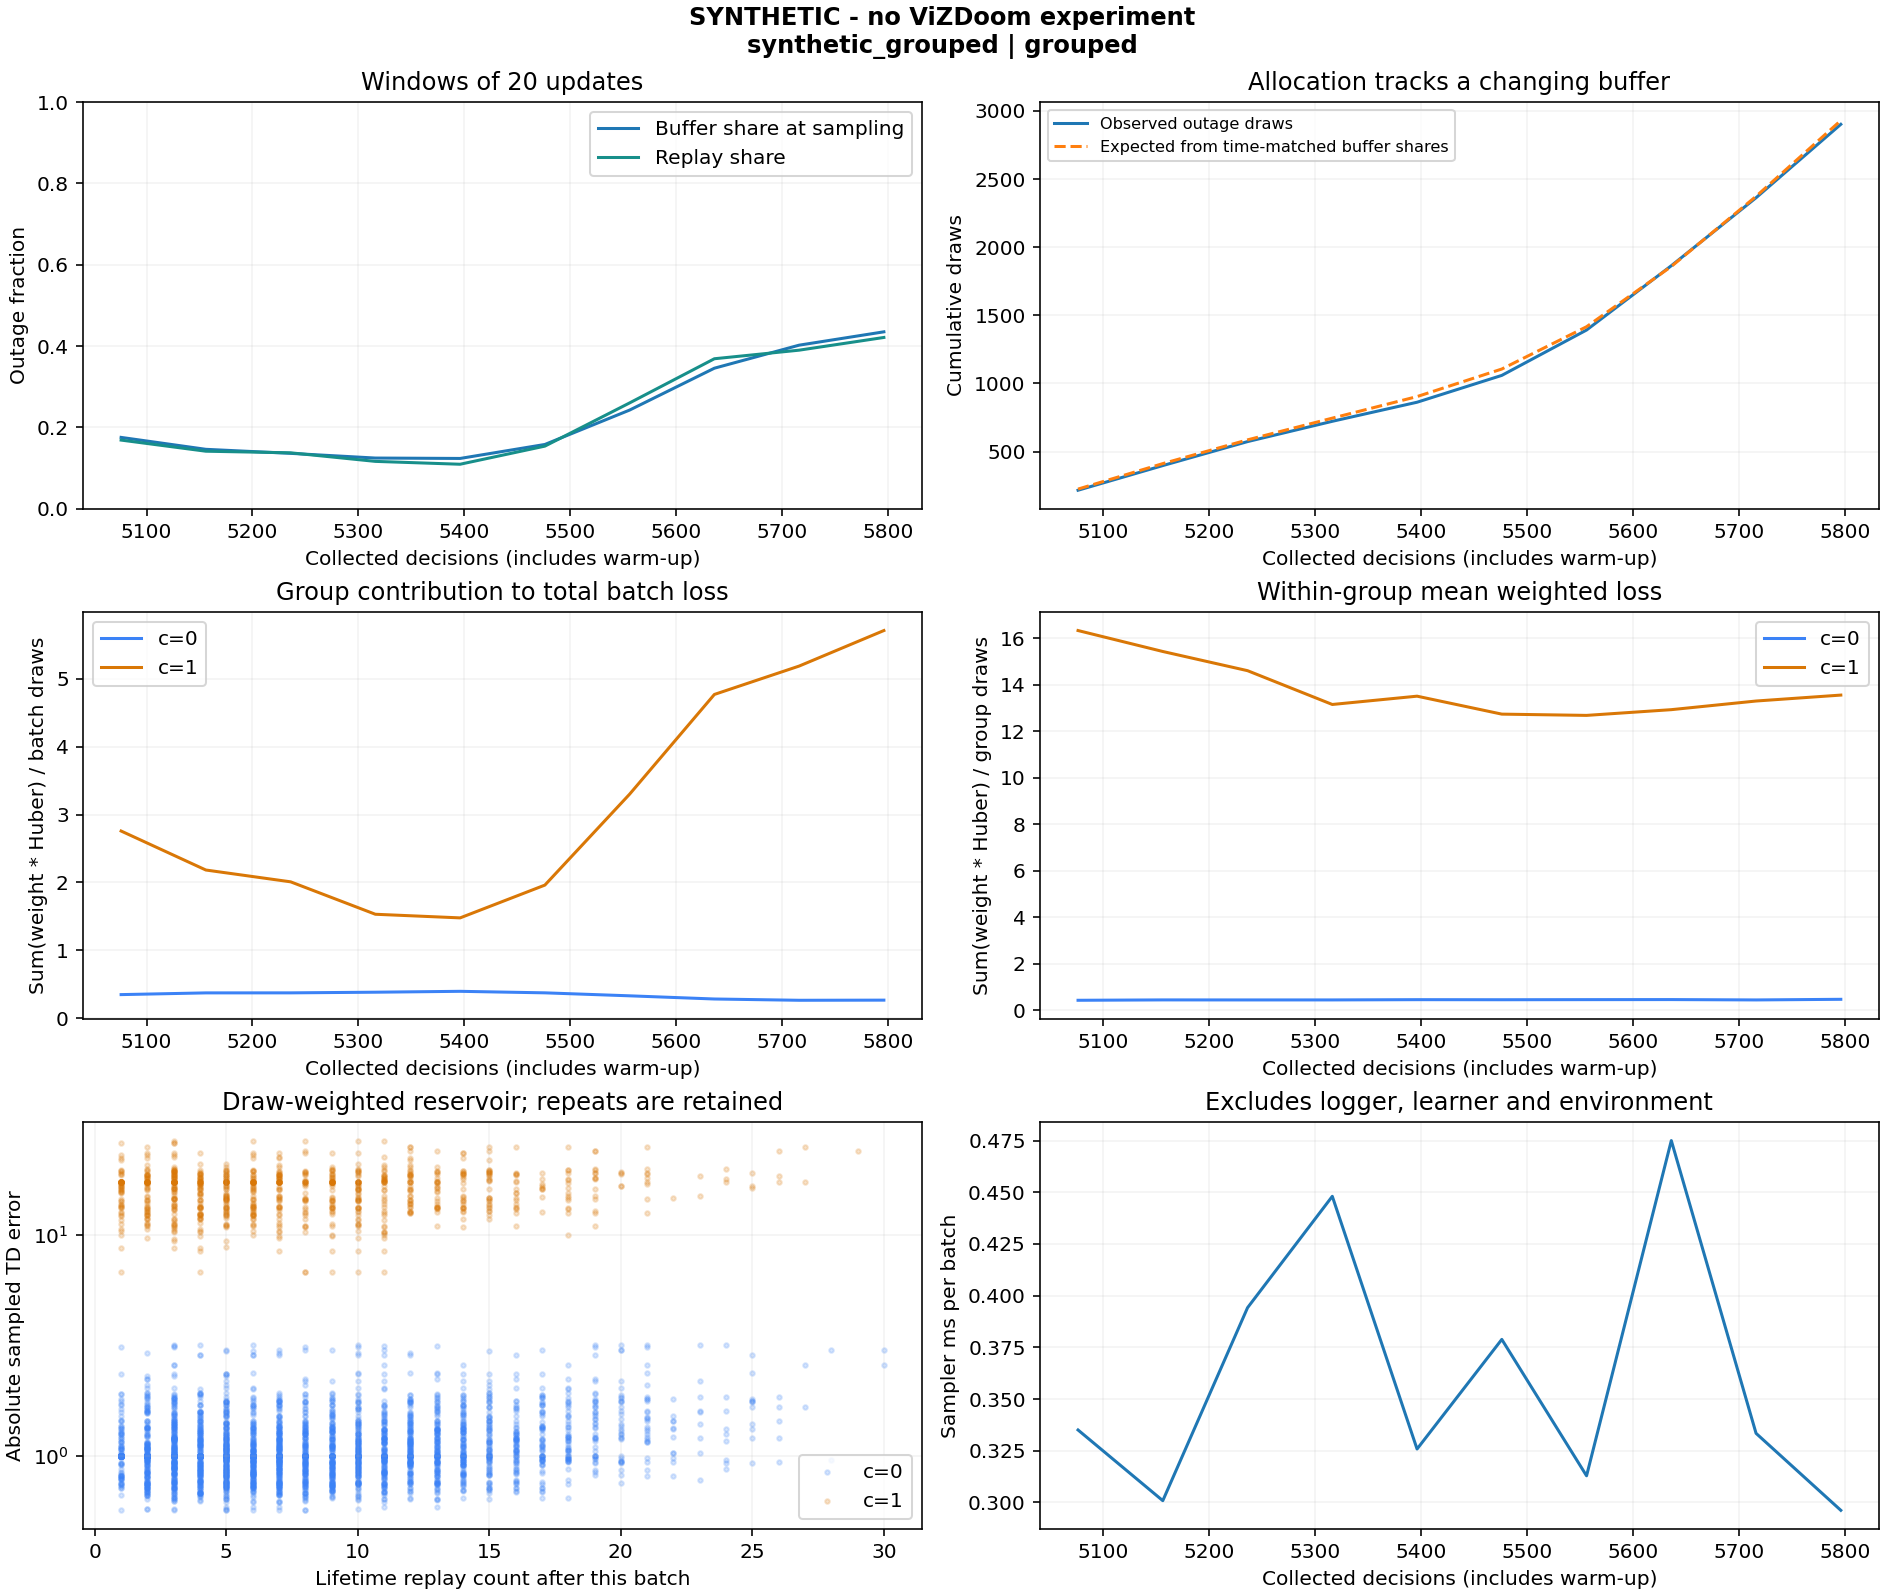 SYNTHETIC - no ViZDoom experiment
synthetic_grouped | grouped
Windows of 20 updates
Outage fraction
1.0
0.8
0.6
0.4
0.2
0.0
Buffer share at sampling
Replay share
5100 5200 5300 5400 5500 5600 5700 5800
Collected decisions (includes warm-up)
Allocation tracks a changing buffer
Cumulative draws
3000
2500
2000
1500
1000
500
Observed outage draws
Expected from time-matched buffer shares
5100 5200 5300 5400 5500 5600 5700 5800
Collected decisions (includes warm-up)
Group contribution to total batch loss
Sum(weight * Huber) / batch draws
5
4
3
2
1
0
c=0
c=1
5100 5200 5300 5400 5500 5600 5700 5800
Collected decisions (includes warm-up)
Within-group mean weighted loss
Sum(weight * Huber) / group draws
16
14
12
10
8
6
4
2
0
c=0
c=1
5100 5200 5300 5400 5500 5600 5700 5800
Collected decisions (includes warm-up)
Draw-weighted reservoir; repeats are retained
Absolute sampled TD error
10¹
10⁰
c=0
c=1
0 5 10 15 20 25 30
Lifetime replay count after this batch
Excludes logger, learner and environment
Sampler ms per batch
0.475
0.450
0.425
0.400
0.375
0.350
0.325
0.300
5100 5200 5300 5400 5500 5600 5700 5800
Collected decisions (includes warm-up)